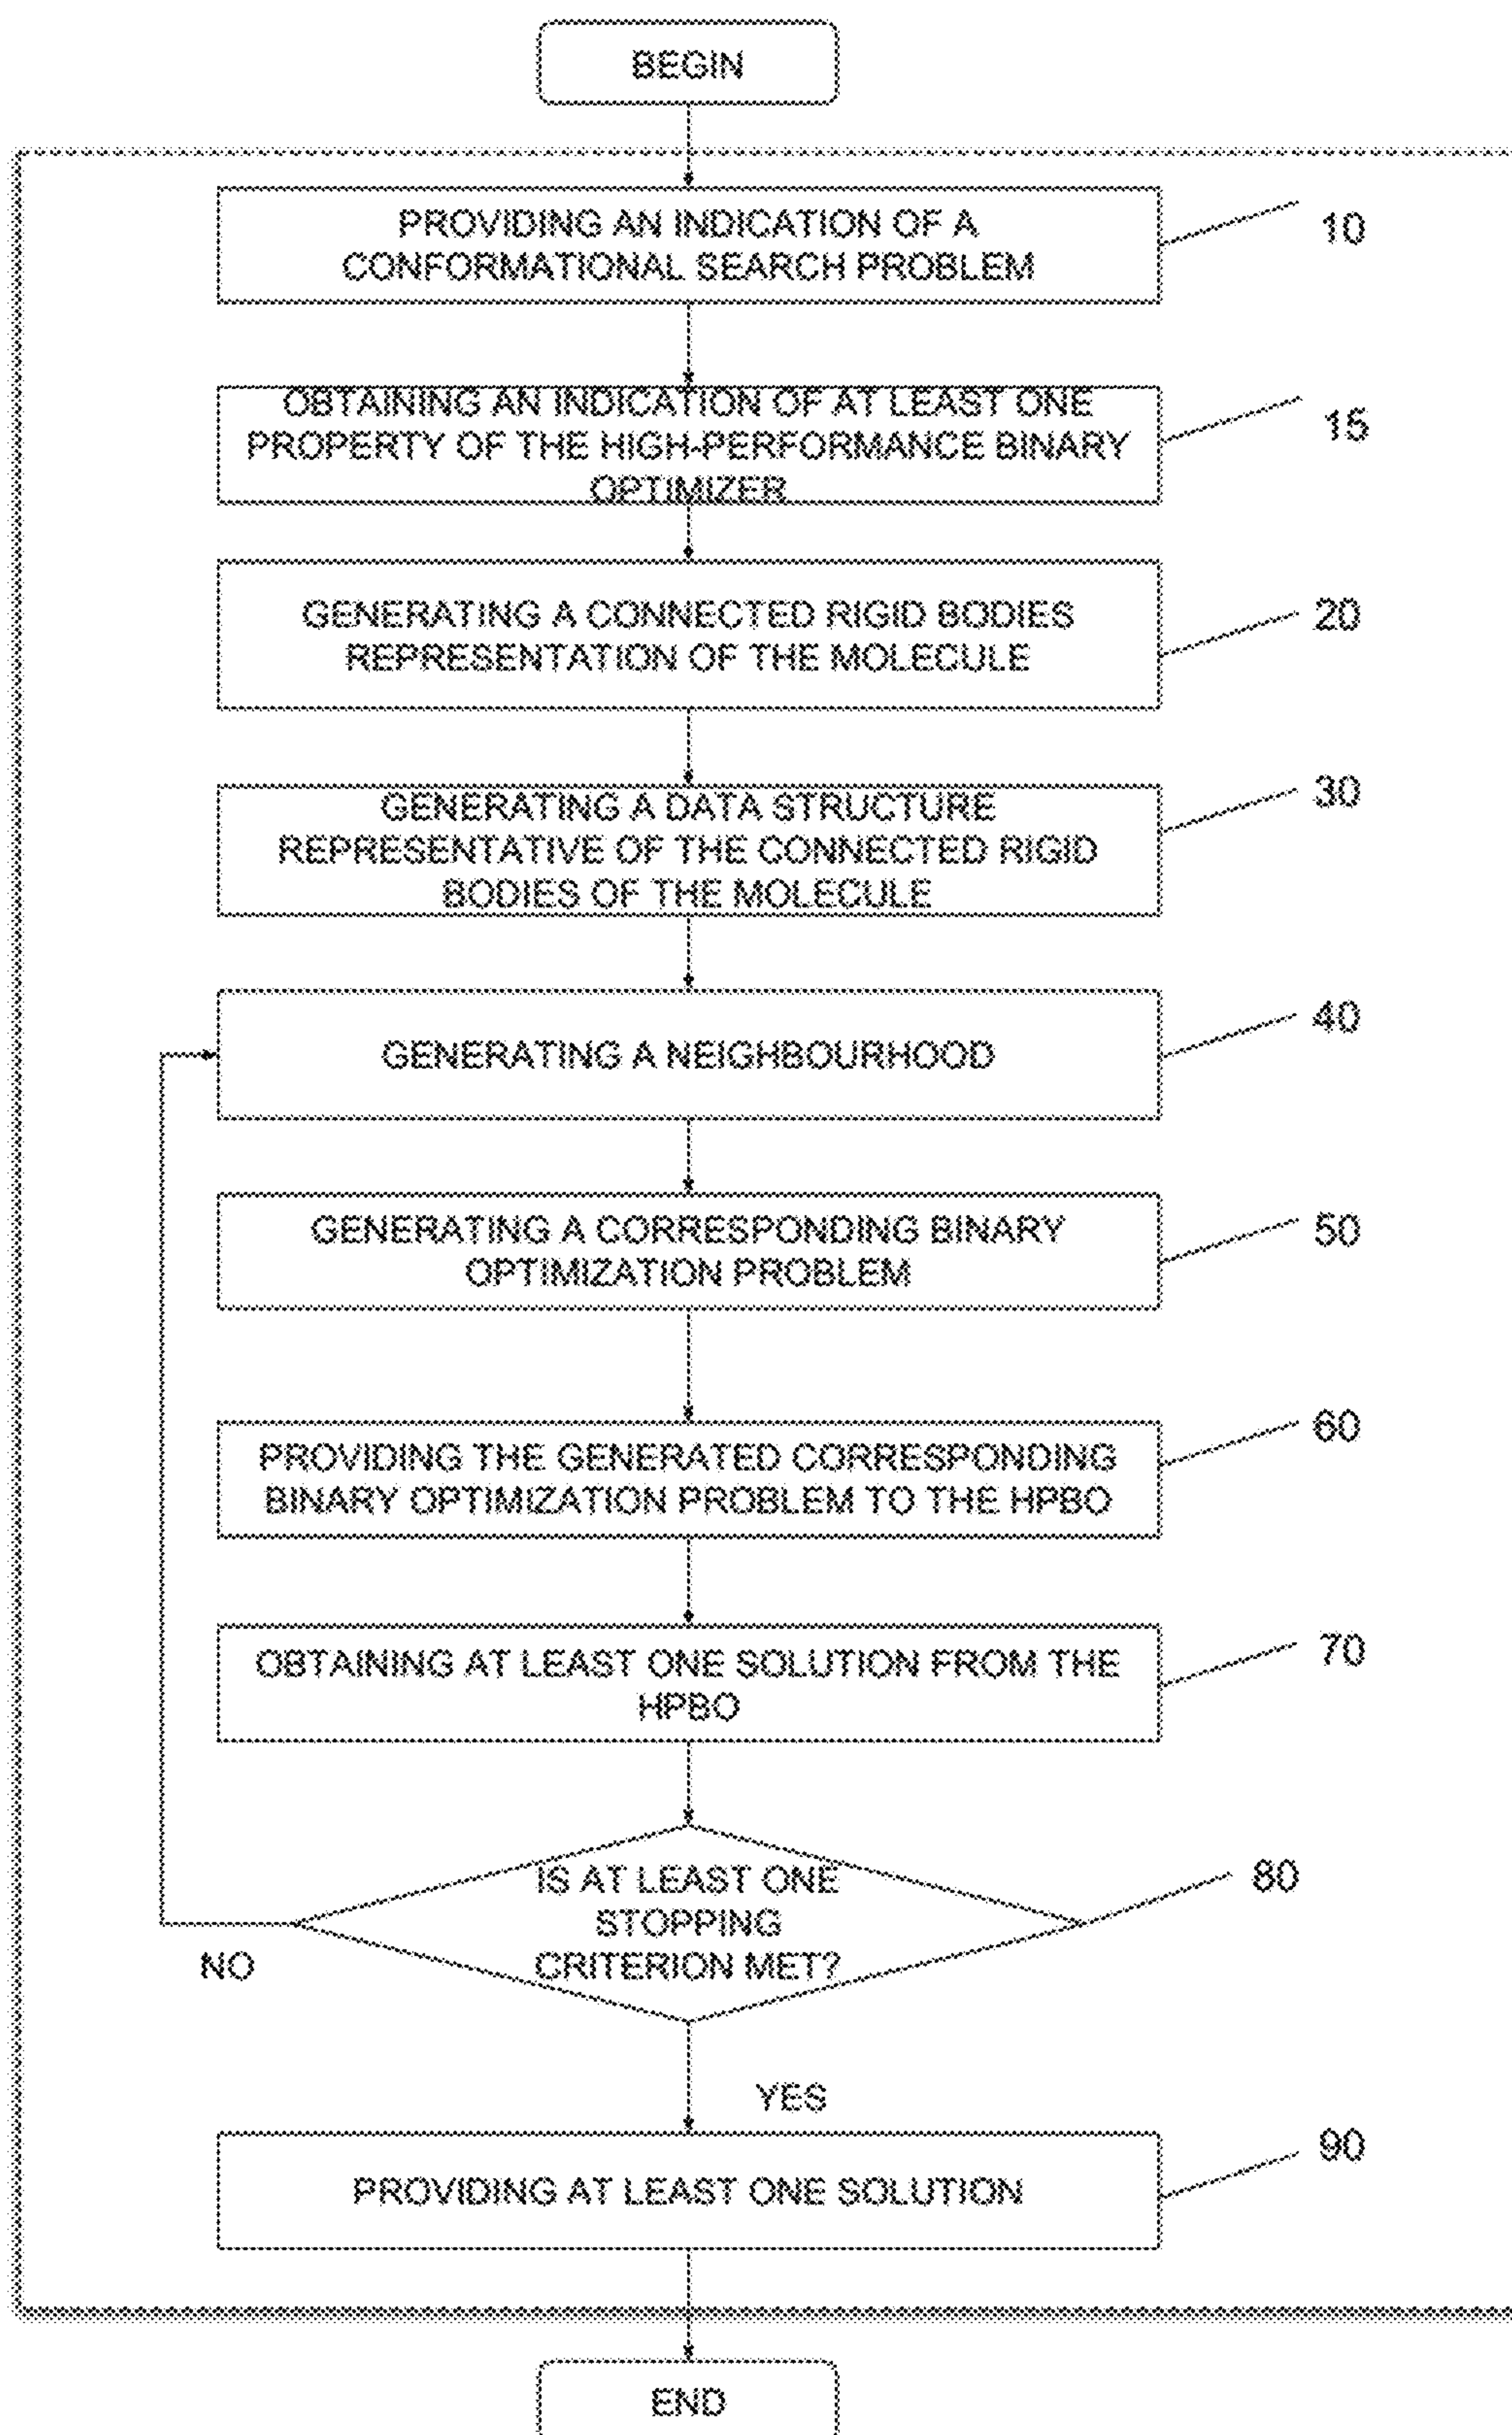 BEGIN
PROVIDING AN INDICATION OF A
CONFORMATIONAL SEARCH PROBLEM
10
OBTAINING AN INDICATION OF AT LEAST ONE
PROPERTY OF THE HIGH-PERFORMANCE BINARY
OPTIMIZER
15
GENERATING A CONNECTED RIGID BODIES
REPRESENTATION OF THE MOLECULE
20
GENERATING A DATA STRUCTURE
REPRESENTATIVE OF THE CONNECTED RIGID
BODIES OF THE MOLECULE
30
GENERATING A NEIGHBOURHOOD
40
GENERATING A CORRESPONDING BINARY
OPTIMIZATION PROBLEM
50
PROVIDING THE GENERATED CORRESPONDING
BINARY OPTIMIZATION PROBLEM TO THE HPBO
60
OBTAINING AT LEAST ONE SOLUTION FROM THE
HPBO
70
IS AT LEAST ONE
STOPPING
CRITERION MET?
80
NO
YES
PROVIDING AT LEAST ONE SOLUTION
90
END